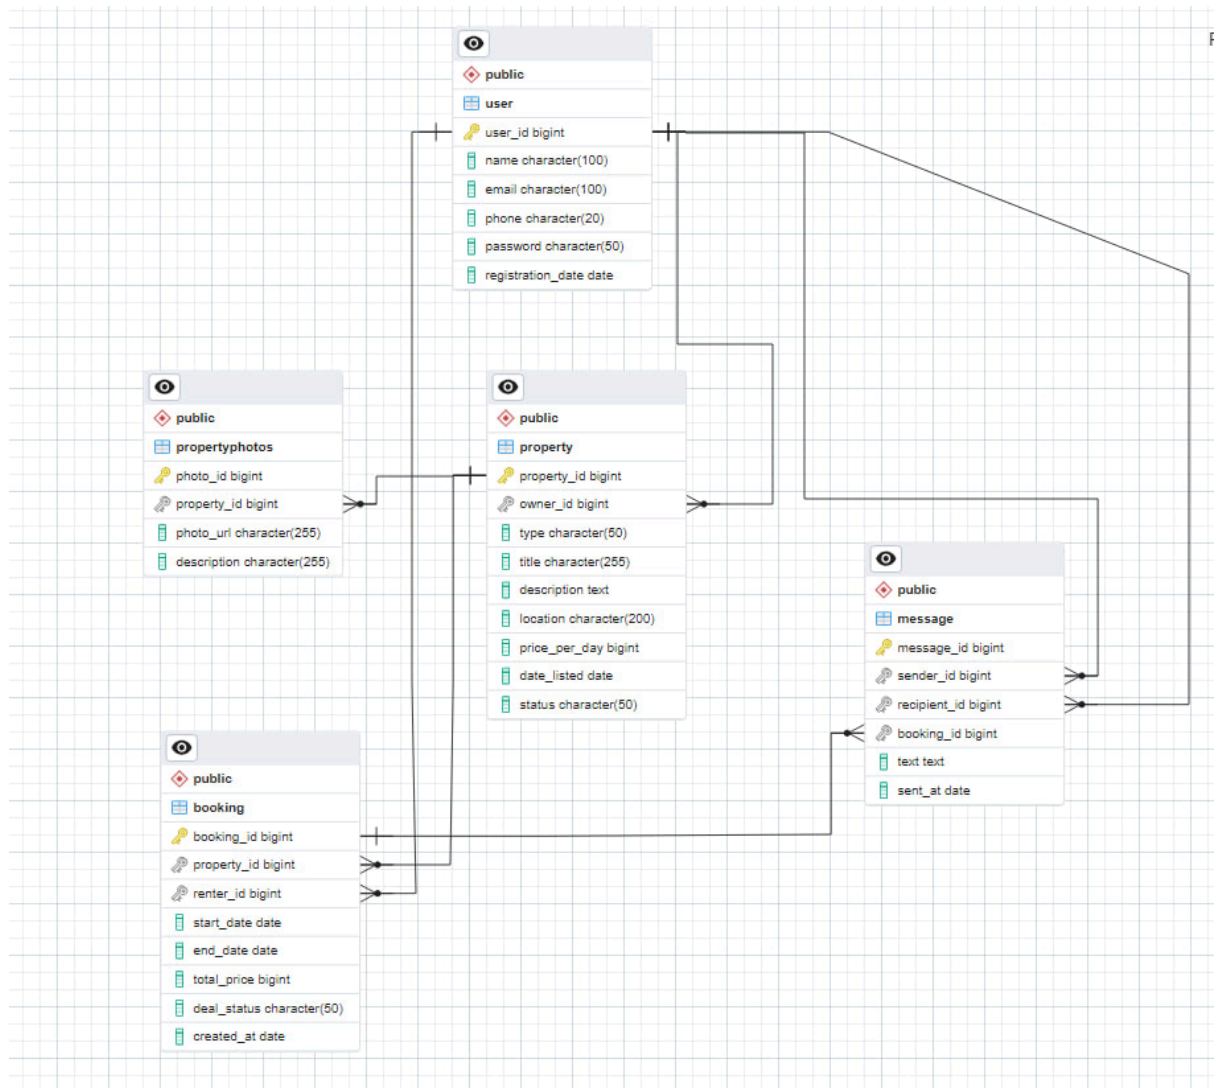 public
user
user_id bigint
name character(100)
email character(100)
phone character(20)
password character(50)
registration_date date
public
propertyphotos
photo_id bigint
property_id bigint
photo_url character(255)
description character(255)
public
property
property_id bigint
owner_id bigint
type character(50)
title character(255)
description text
location character(200)
price_per_day bigint
date_listed date
status character(50)
public
message
message_id bigint
sender_id bigint
recipient_id bigint
booking_id bigint
text text
sent_at date
public
booking
booking_id bigint
property_id bigint
renter_id bigint
start_date date
end_date date
total_price bigint
deal_status character(50)
created_at date